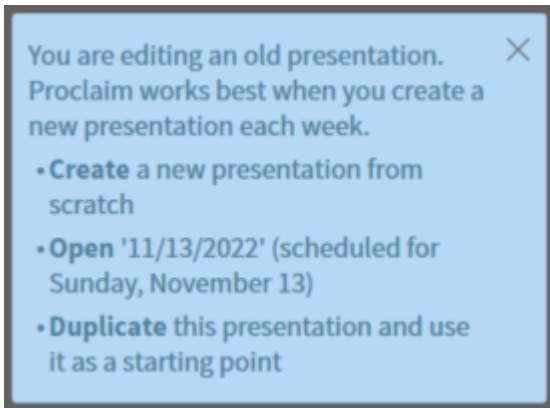 You are editing an old presentation.
Proclaim works best when you create a
new presentation each week.
• Create a new presentation from
scratch
• Open '11/13/2022' (scheduled for
Sunday, November 13)
• Duplicate this presentation and use
it as a starting point